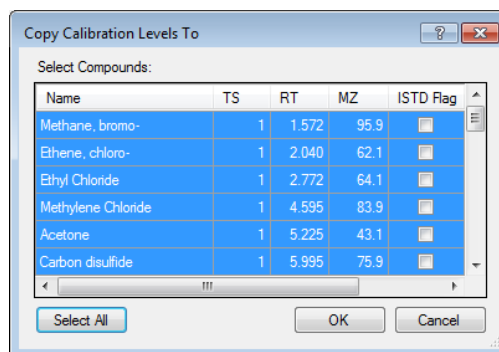 Copy Calibration Levels To
Select Compounds:
Name TS RT MZ ISTD Flag
Methane, bromo- 1 1.572 95.9
Ethene, chloro- 1 2.040 62.1
Ethyl Chloride 1 2.772 64.1
Methylene Chloride 1 4.595 83.9
Acetone 1 5.225 43.1
Carbon disulfide 1 5.995 75.9
Select All OK Cancel